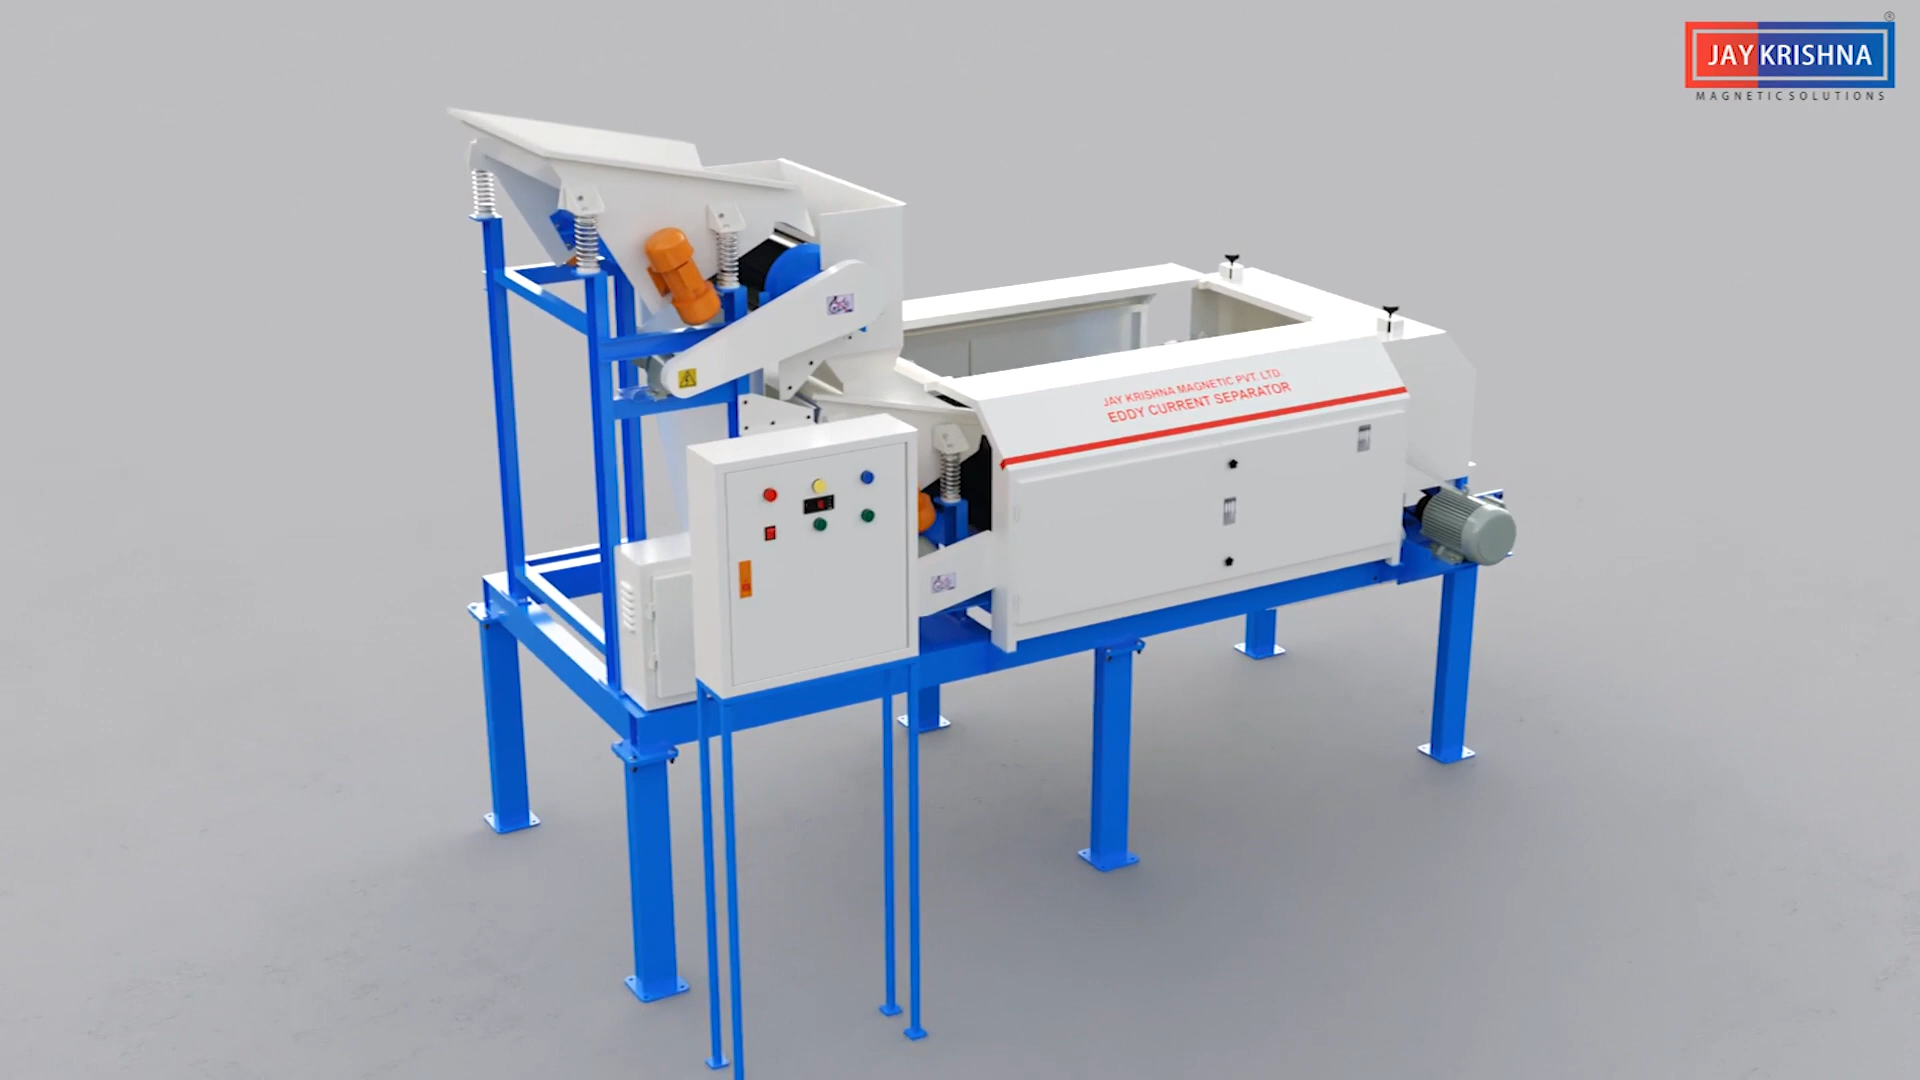 JAY KRISHNA
®
MAGNETIC SOLUTIONS
JAY KRISHNA MAGNETIC PVT. LTD.
EDDY CURRENT SEPARATOR